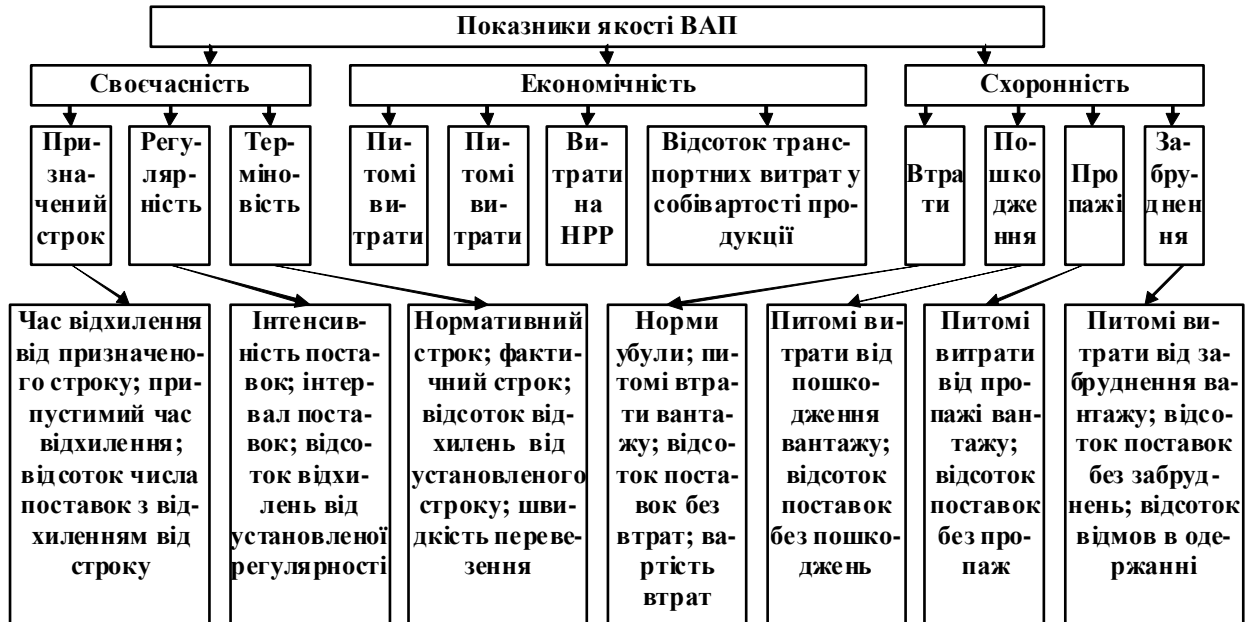 Показники якості ВАП
Своєчасність
Економічність
Схоронність
При-
зна-
чений
строк
Регу-
ляр-
ність
Тер-
міно-
вість
Пи-
томі
ви-
трати
Пи-
томі
ви-
трати
Ви-
трати
на
НРР
Відсоток транс-
портних витрат у
собівартості про-
дукції
Втра
ти
По-
шко
дже
ння
Про
пажі
За-
бру-
днен
ня
Час відхилення
від призначено-
го строку; при-
пустимий час
відхилення;
відсоток числа
поставок з від-
хиленням від
строку
Інтенсив-
ність поста-
вок; інтер-
вал поста-
вок; відсо-
ток відхи-
лень від
установленої
регулярності
Нормативний
строк; факти-
чний строк;
відсоток від-
хилень від
установленого
строку; шви-
дкість переве-
зення
Норми
убули; пи-
томі втра-
ти ванта-
жу; відсо-
ток поста-
вок без
втрат; ва-
ртість
втрат
Питомі ви-
трати від
пошко-
дження
вантажу;
відсоток
поставок
без пошко-
джень
Питомі
витрати
від про-
пажі ван-
тажу;
відсоток
поставок
без про-
паж
Питомі ви-
трати від за-
бруднення ва-
нтажу; відсо-
ток поставок
без забруд-
нень; відсоток
відмов в оде-
ржанні